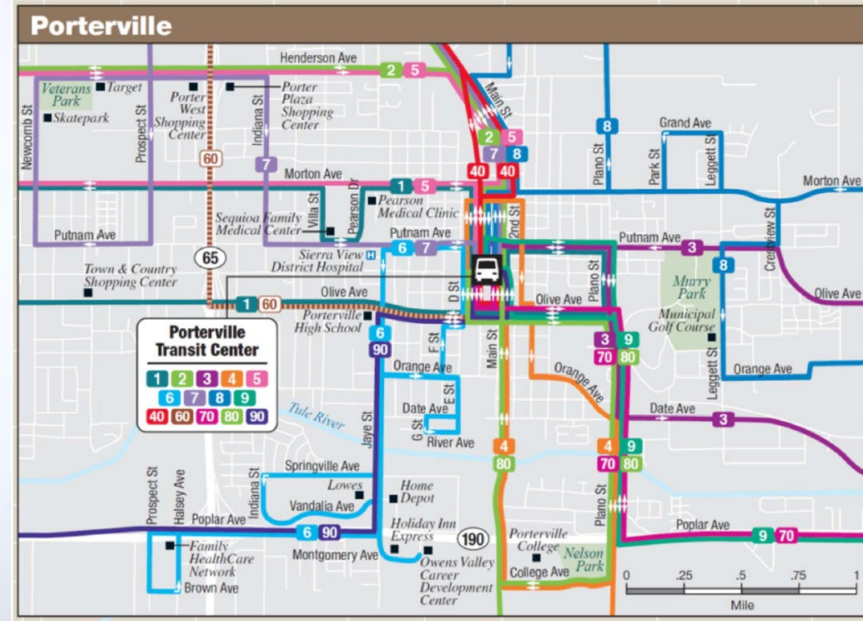 Porterville
Henderson Ave
2 5
Veterans
Park
Target
Skatepark
Porter
West
Shopping
Center
Porter
Plaza
Shopping
Center
Newcomb St
Prospect St
Indiana St
60
7
Main St
2 5
7 8
40 40
8
Plano St
Grand Ave
Park St
Leggett St
Morton Ave
Morton Ave
1 5
Pearson
Medical Clinic
Villa St
Pearson Dr
Sequioa Family
Medical Center
2nd St
Putnam Ave
Putnam Ave
6 7
Sierra View
District Hospital
H
Putnam Ave
3
Crestview St
65
Town & Country
Shopping Center
Olive Ave
1 60
Porterville
High School
D St
Olive Ave
Plano St
8
Murry
Park
Municipal
Golf Course
Olive Ave
Porterville
Transit Center
1 2 3 4 5
6 7 8 9
40 60 70 80 90
6
90
F St
Main St
3 9
70 80
Leggett St
Orange Ave
Orange Ave
Orange Ave
E St
Date Ave
G St
River Ave
Date Ave
3
Tule River
Jaye St
4
80
4 9
70 80
Springville Ave
Prospect St
Halsey Ave
Indiana St
Lowes
Vandalia Ave
Home
Depot
Plano St
Poplar Ave
6 90
Holiday Inn
Express
190
Porterville
College
Nelson
Park
Poplar Ave
9 70
Family
HealthCare
Network
Montgomery Ave
Owens Valley
Career
Development
Center
College Ave
Brown Ave
0 .25 .5 .75 1
Mile